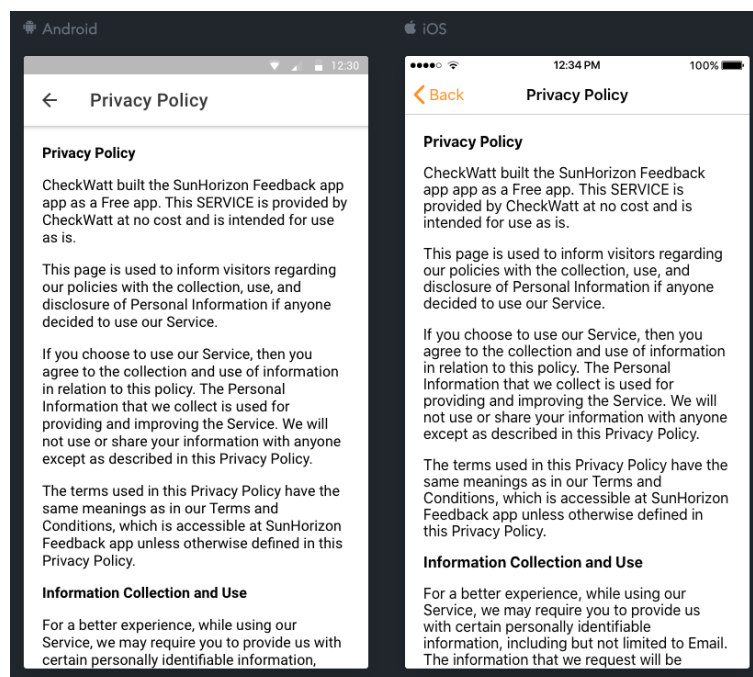 Android
12:30
Privacy Policy
Privacy Policy
CheckWatt built the SunHorizon Feedback app
app as a Free app. This SERVICE is provided by
CheckWatt at no cost and is intended for use
as is.
This page is used to inform visitors regarding
our policies with the collection, use, and
disclosure of Personal Information if anyone
decided to use our Service.
If you choose to use our Service, then you
agree to the collection and use of information
in relation to this policy. The Personal
Information that we collect is used for
providing and improving the Service. We will
not use or share your information with anyone
except as described in this Privacy Policy.
The terms used in this Privacy Policy have the
same meanings as in our Terms and
Conditions, which is accessible at SunHorizon
Feedback app unless otherwise defined in this
Privacy Policy.
Information Collection and Use
For a better experience, while using our
Service, we may require you to provide us with
certain personally identifiable information,
iOS
12:34 PM
100%
Back
Privacy Policy
Privacy Policy
CheckWatt built the SunHorizon Feedback
app app as a Free app. This SERVICE is
provided by CheckWatt at no cost and is
intended for use as is.
This page is used to inform visitors regarding
our policies with the collection, use, and
disclosure of Personal Information if anyone
decided to use our Service.
If you choose to use our Service, then you
agree to the collection and use of information
in relation to this policy. The Personal
Information that we collect is used for
providing and improving the Service. We will
not use or share your information with anyone
except as described in this Privacy Policy.
The terms used in this Privacy Policy have the
same meanings as in our Terms and
Conditions, which is accessible at SunHorizon
Feedback app unless otherwise defined in
this Privacy Policy.
Information Collection and Use
For a better experience, while using our
Service, we may require you to provide us
with certain personally identifiable
information, including but not limited to Email.
The information that we request will be